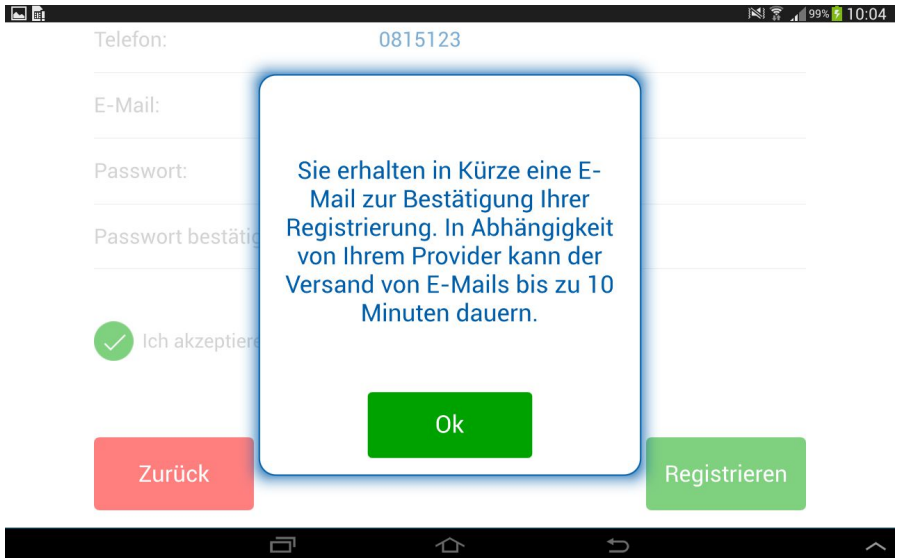 99% 10:04
Telefon: 0815123
E-Mail:
Passwort:
Passwort bestätig
Sie erhalten in Kürze eine E-
Mail zur Bestätigung Ihrer
Registrierung. In Abhängigkeit
von Ihrem Provider kann der
Versand von E-Mails bis zu 10
Minuten dauern.
Ich akzeptiere
Ok
Zurück
Registrieren